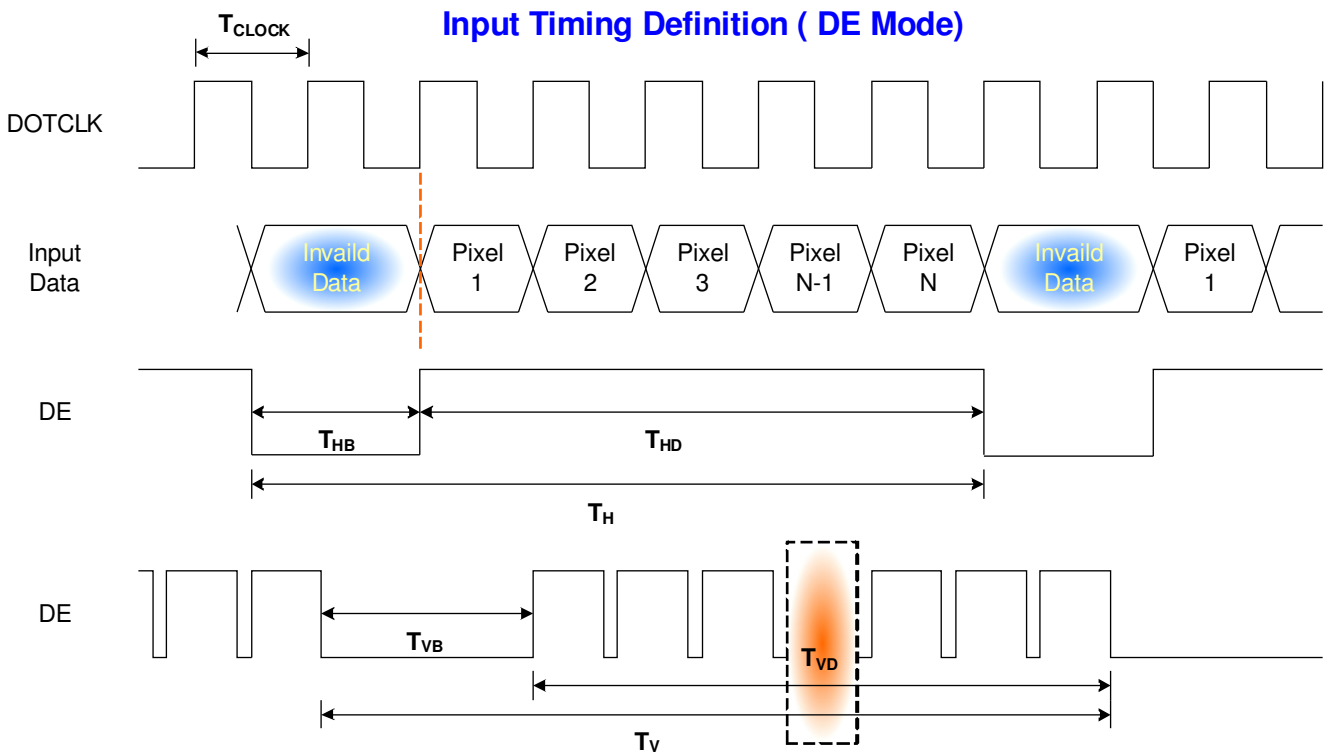 Input Timing Definition ( DE Mode)
TCLOCK
DOTCLK
Input
Data
Invaild
Data
Pixel
1
Pixel
2
Pixel
3
Pixel
N-1
Pixel
N
Invaild
Data
Pixel
1
DE
THB
THD
TH
DE
TVB
TVD
TV